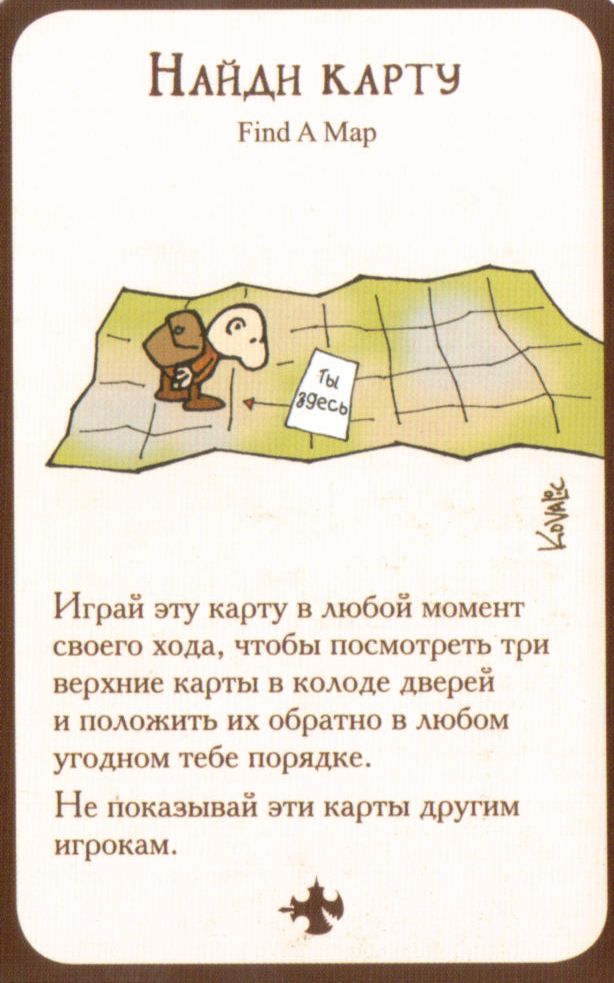 Найди карту
Find A Map
Ты
здесь
Kovalic
Играй эту карту в любой момент
своего хода, чтобы посмотреть три
верхние карты в колоде дверей
и положить их обратно в любом
угодном тебе порядке.
Не показывай эти карты другим
игрокам.